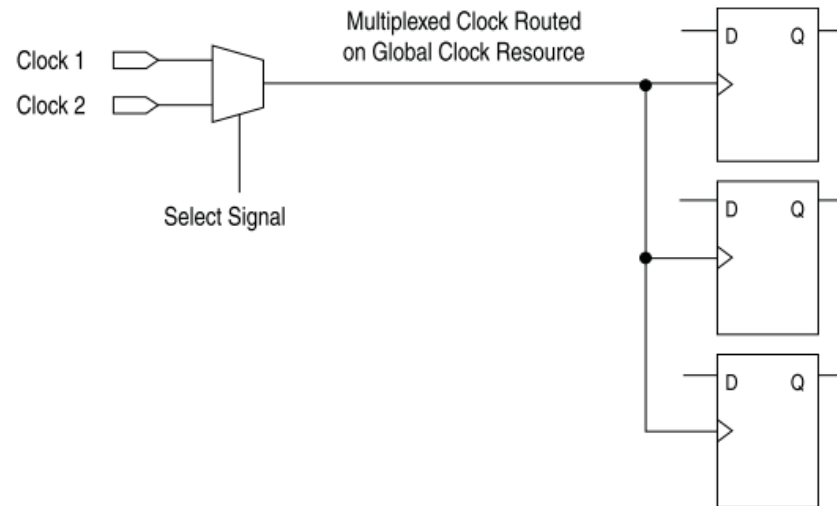 Multiplexed Clock Routed
on Global Clock Resource
Clock 1
Clock 2
Select Signal
D Q
D Q
D Q